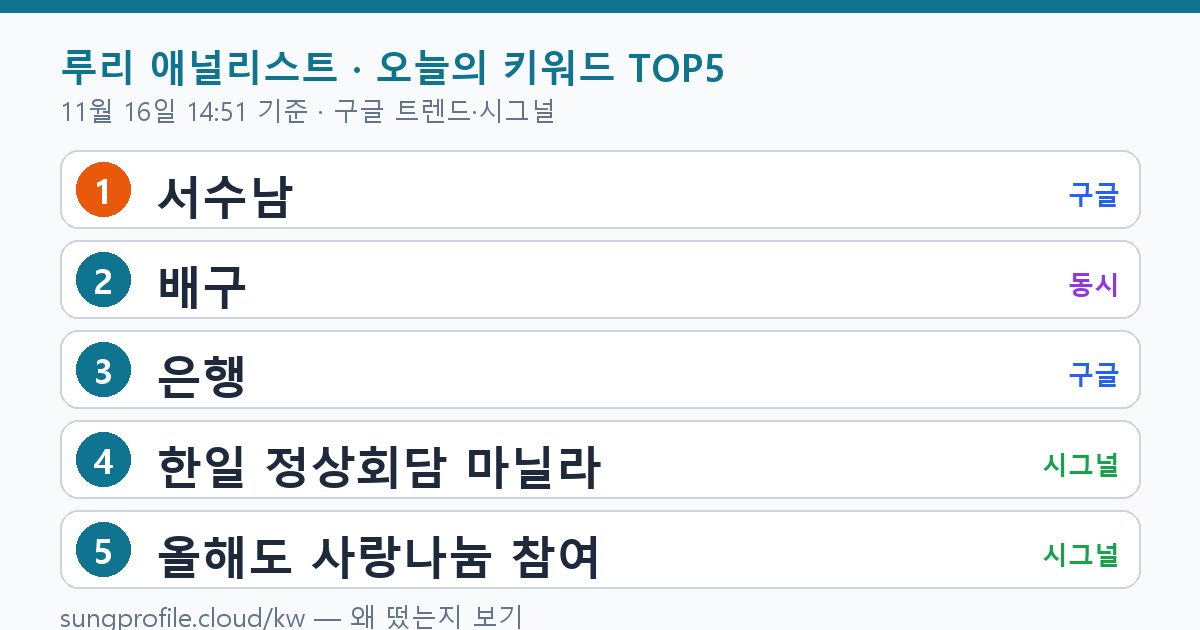 루리 애널리스트 · 오늘의 키워드 TOP5
11월 16일 14:51 기준 · 구글 트렌드·시그널
1 서수남 구글
2 배구 동시
3 은행 구글
4 한일 정상회담 마닐라 시그널
5 올해도 사랑나눔 참여 시그널
sungprofile.cloud/kw — 왜 떴는지 보기